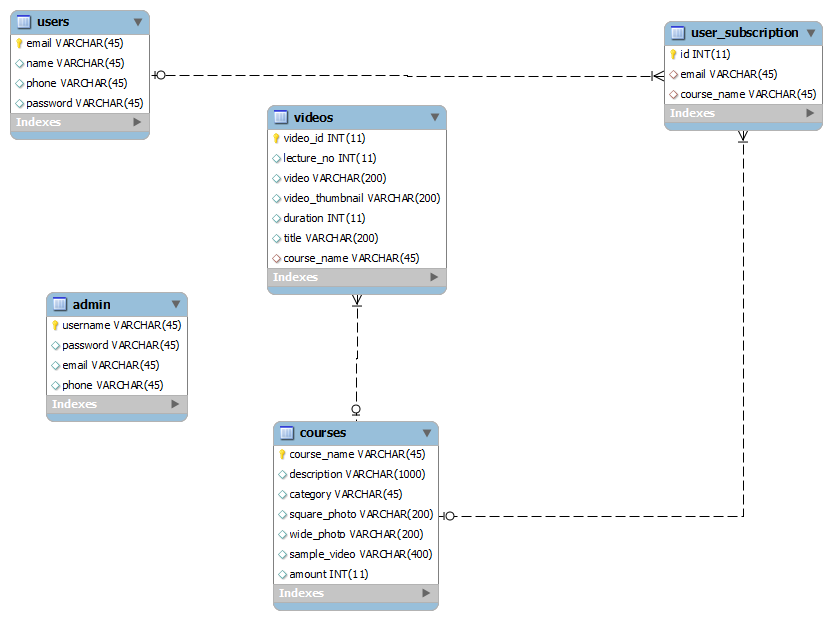 users
email VARCHAR(45)
name VARCHAR(45)
phone VARCHAR(45)
password VARCHAR(45)
Indexes
user_subscription
id INT(11)
email VARCHAR(45)
course_name VARCHAR(45)
Indexes
videos
video_id INT(11)
lecture_no INT(11)
video VARCHAR(200)
video_thumbnail VARCHAR(200)
duration INT(11)
title VARCHAR(200)
course_name VARCHAR(45)
Indexes
admin
username VARCHAR(45)
password VARCHAR(45)
email VARCHAR(45)
phone VARCHAR(45)
Indexes
courses
course_name VARCHAR(45)
description VARCHAR(1000)
category VARCHAR(45)
square_photo VARCHAR(200)
wide_photo VARCHAR(200)
sample_video VARCHAR(400)
amount INT(11)
Indexes